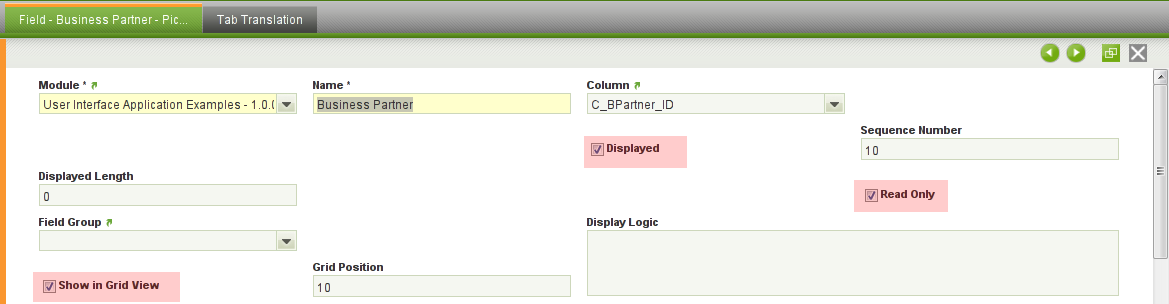 Field - Business Partner - Pic...
Tab Translation
Module *
Name *
Column
User Interface Application Examples - 1.0.0
Business Partner
C_BPartner_ID
Displayed
Sequence Number
10
Displayed Length
0
Read Only
Field Group
Display Logic
Show in Grid View
Grid Position
10